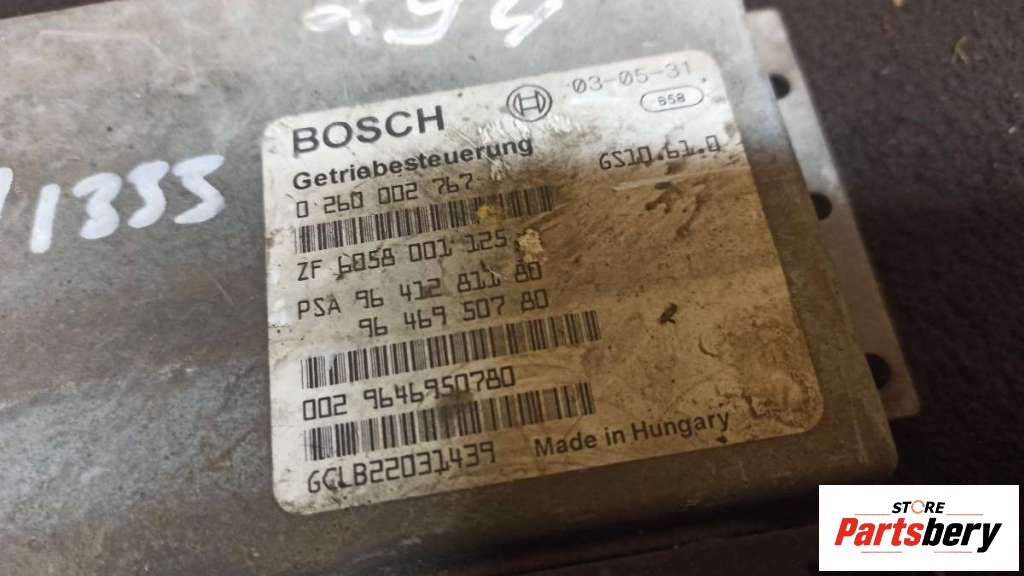 BOSCH 03-05-31
858
Getriebesteuerung GS10.61.0
0 260 002 767
ZF 6058 001 125
PSA 96 412 811 80
96 469 507 80
002 9646950780
GCLB22031439 Made in Hungary
1355
STORE
Partsbery